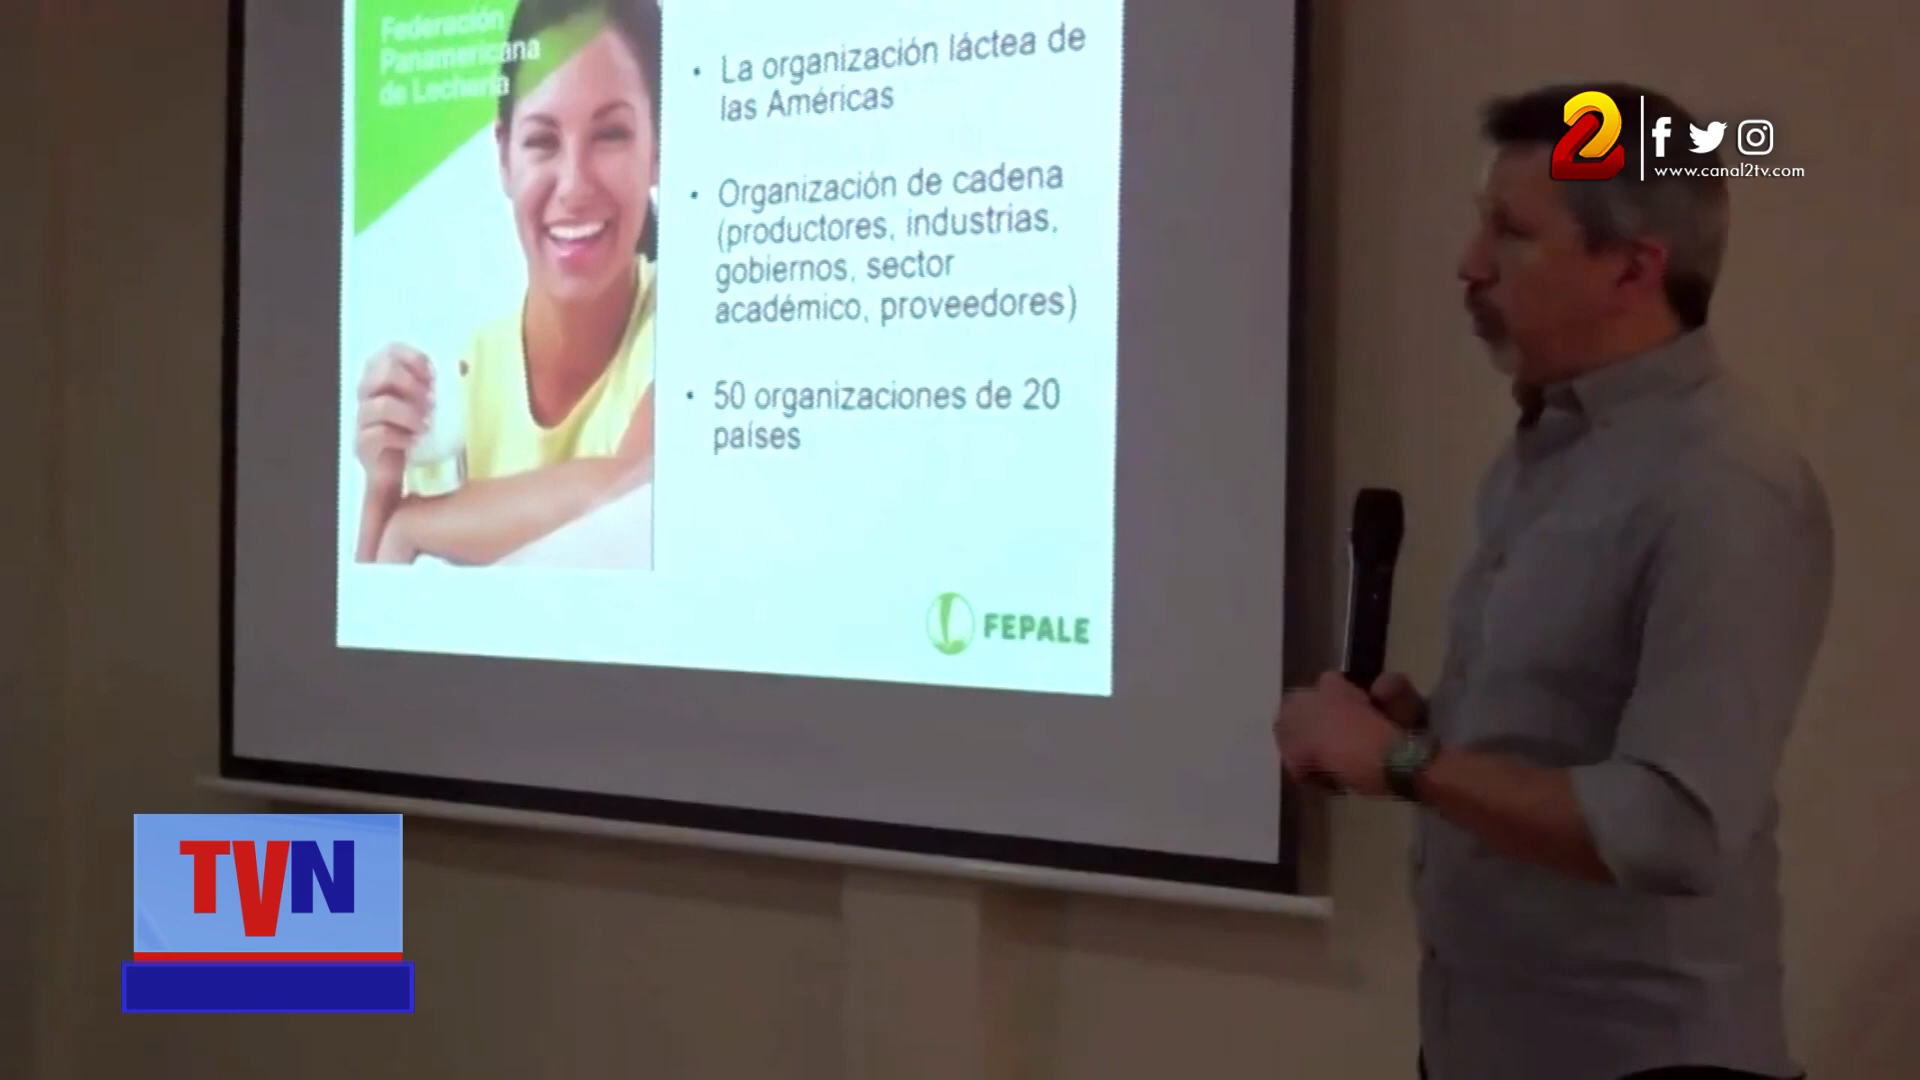 Federación
Panamericana
de Lechería
• La organización láctea de
las Américas
• Organización de cadena
(productores, industrias,
gobiernos, sector
académico, proveedores)
• 50 organizaciones de 20
países
FEPALE
2
www.canal2tv.com
TVN